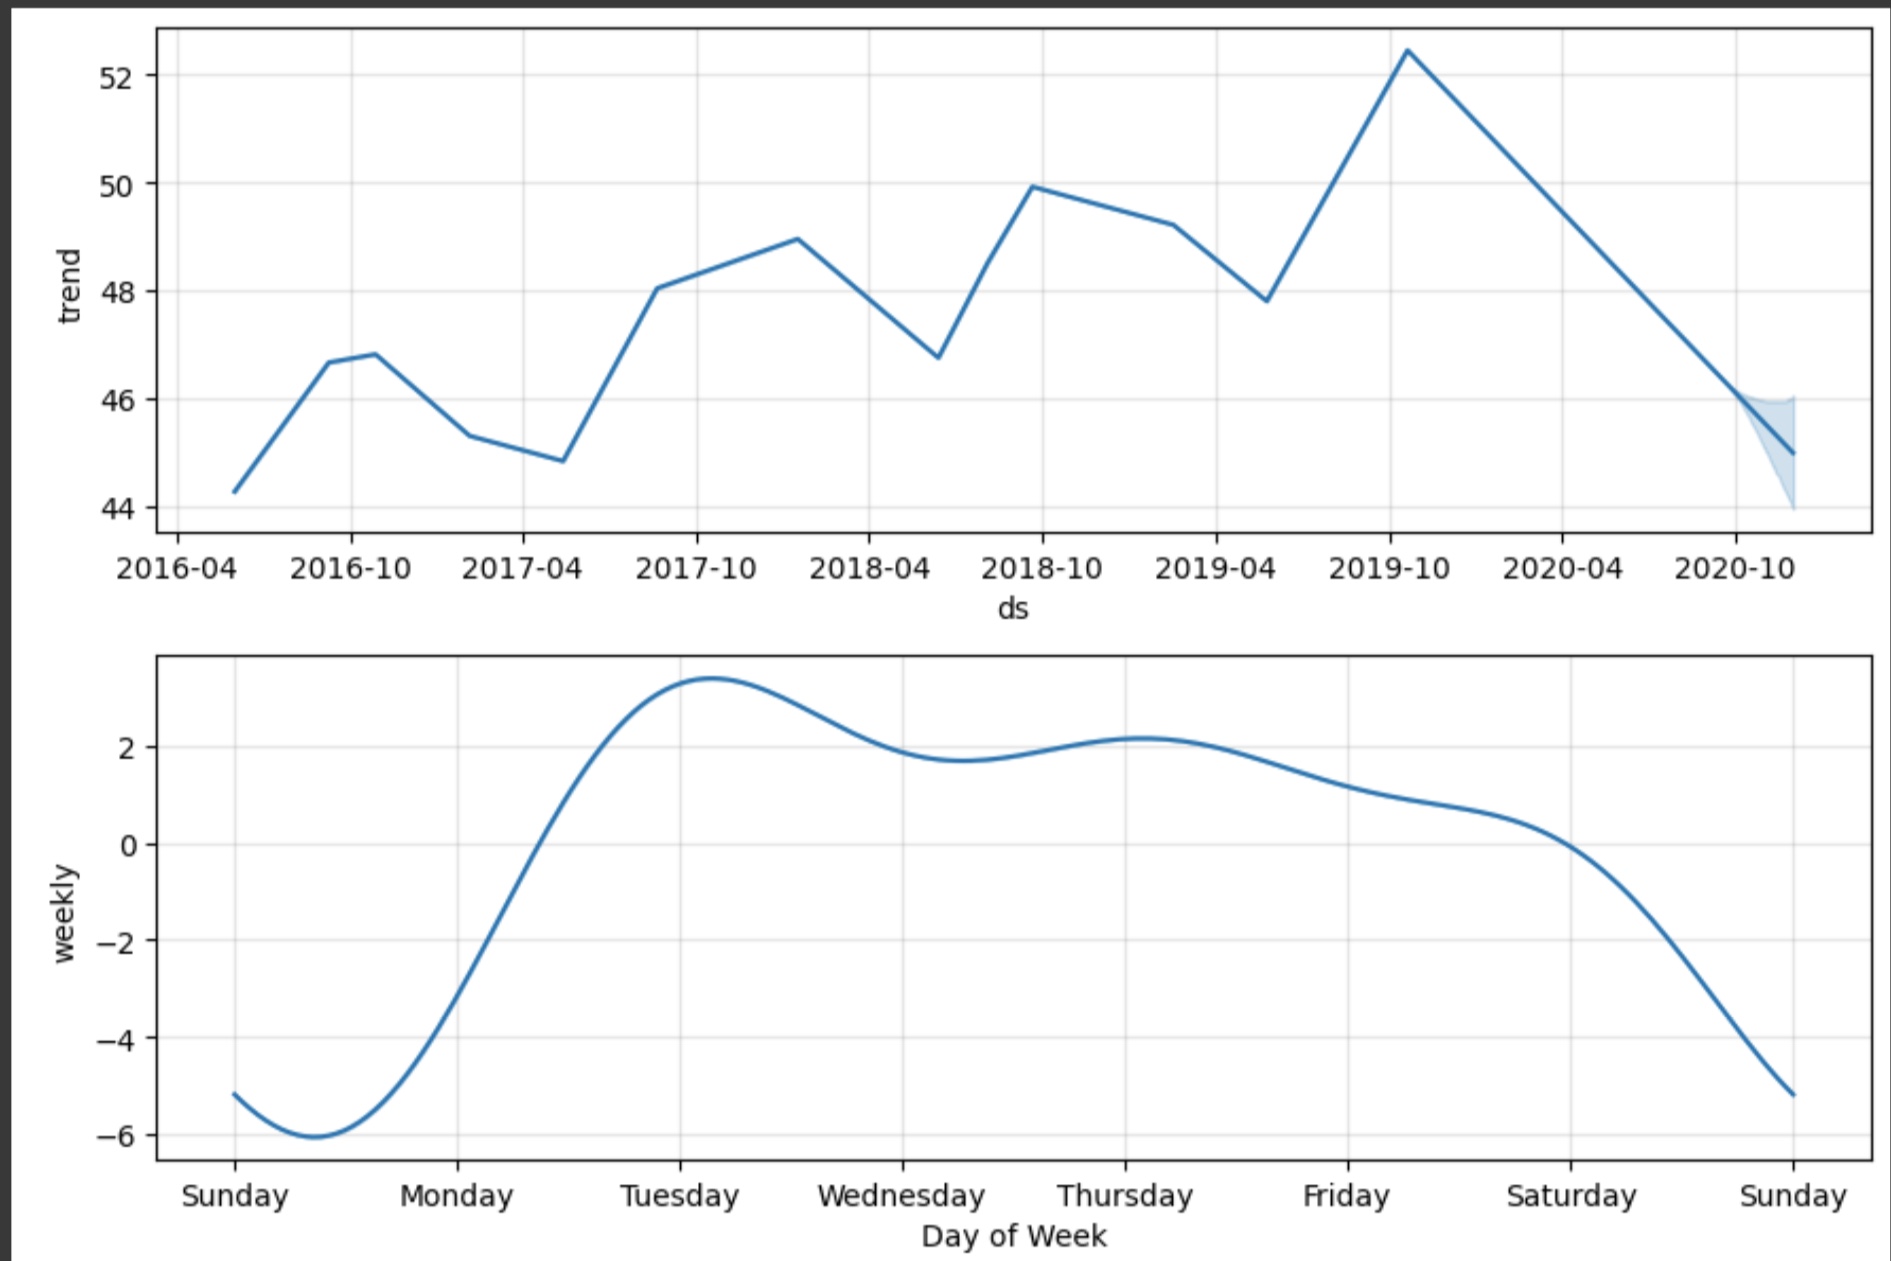 52
50
48
46
44
trend
2016-04 2016-10 2017-04 2017-10 2018-04 2018-10 2019-04 2019-10 2020-04 2020-10
ds
2
0
−2
−4
−6
weekly
Sunday Monday Tuesday Wednesday Thursday Friday Saturday Sunday
Day of Week